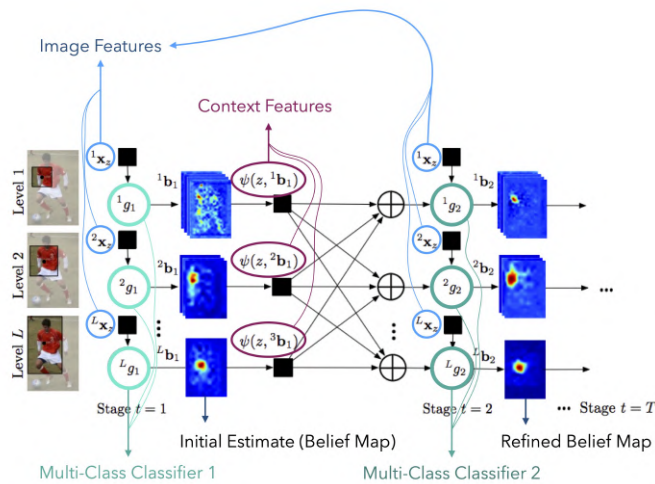 Image Features
Context Features
Level 1
¹x_z
ψ(z, ¹b₁)
¹x_z
¹b₁
¹b₂
¹g₁
¹g₂
Level 2
²x_z
ψ(z, ²b₁)
²x_z
²b₁
²b₂
²g₁
²g₂
...
Level L
ᴸx_z
ψ(z, ³b₁)
ᴸx_z
ᴸb₁
ᴸb₂
ᴸg₁
ᴸg₂
Stage t = 1
Stage t = 2
... Stage t = T
Initial Estimate (Belief Map)
Refined Belief Map
Multi-Class Classifier 1
Multi-Class Classifier 2